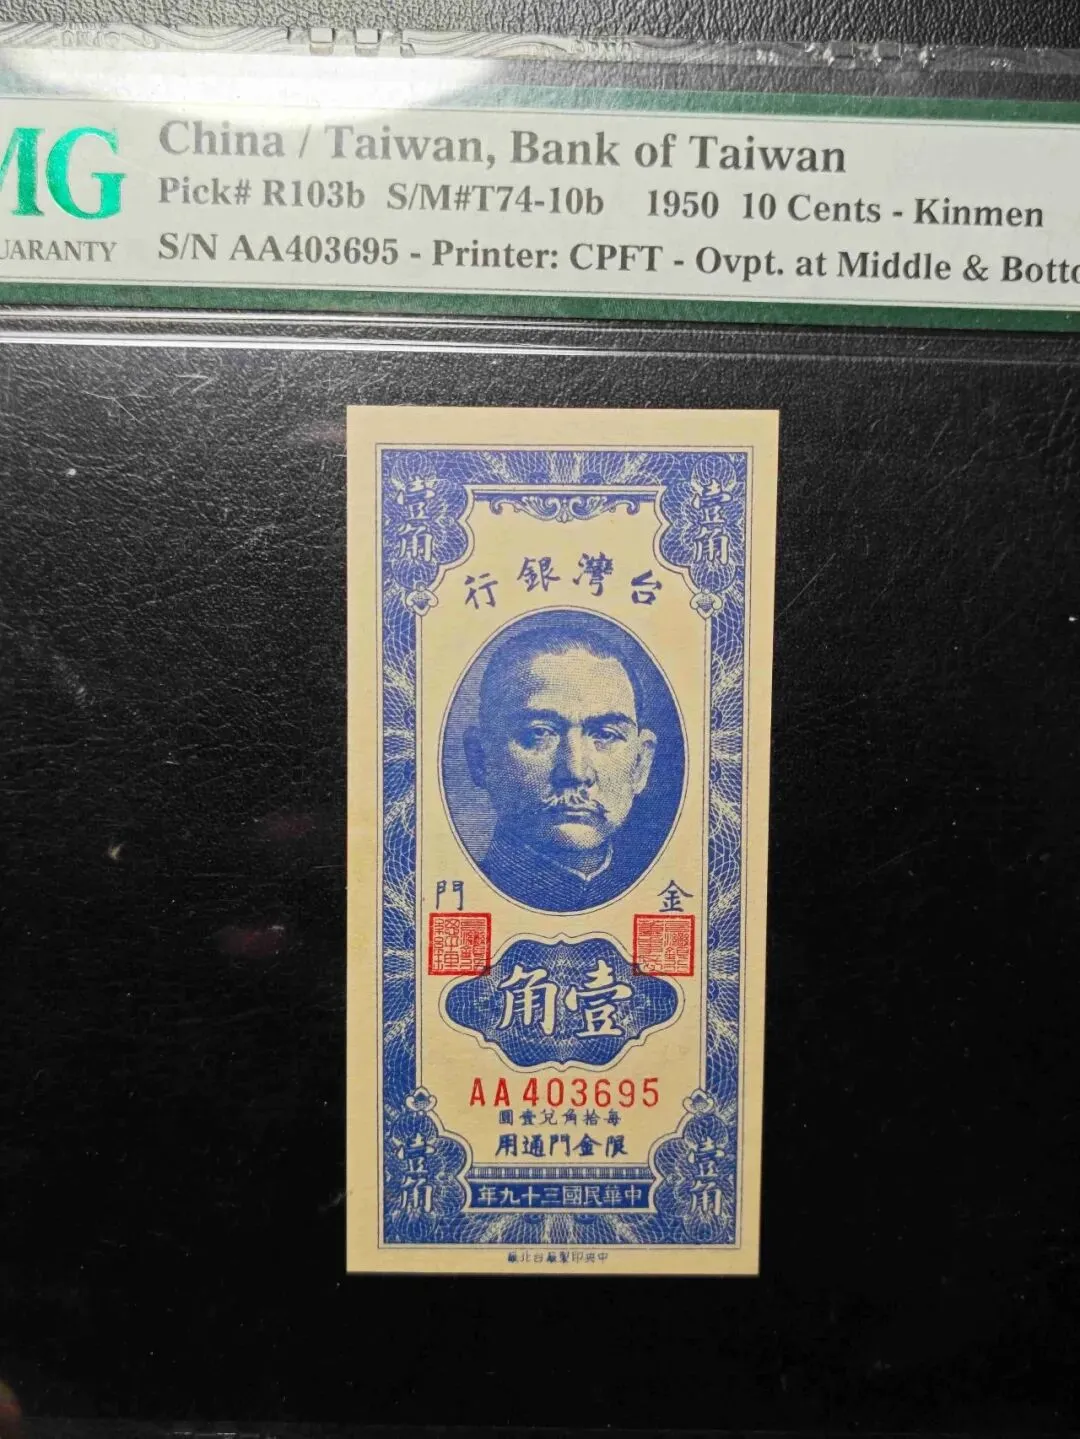 MG
UARANTY
China / Taiwan, Bank of Taiwan
Pick# R103b S/M#T74-10b 1950 10 Cents - Kinmen
S/N AA403695 - Printer: CPFT - Ovpt. at Middle & Botto
壹角
壹角
台灣銀行
金門
壹角
AA403695
每拾角兌壹圓
限金門通用
壹角
壹角
中華民國三十九年
中央印製廠台北廠